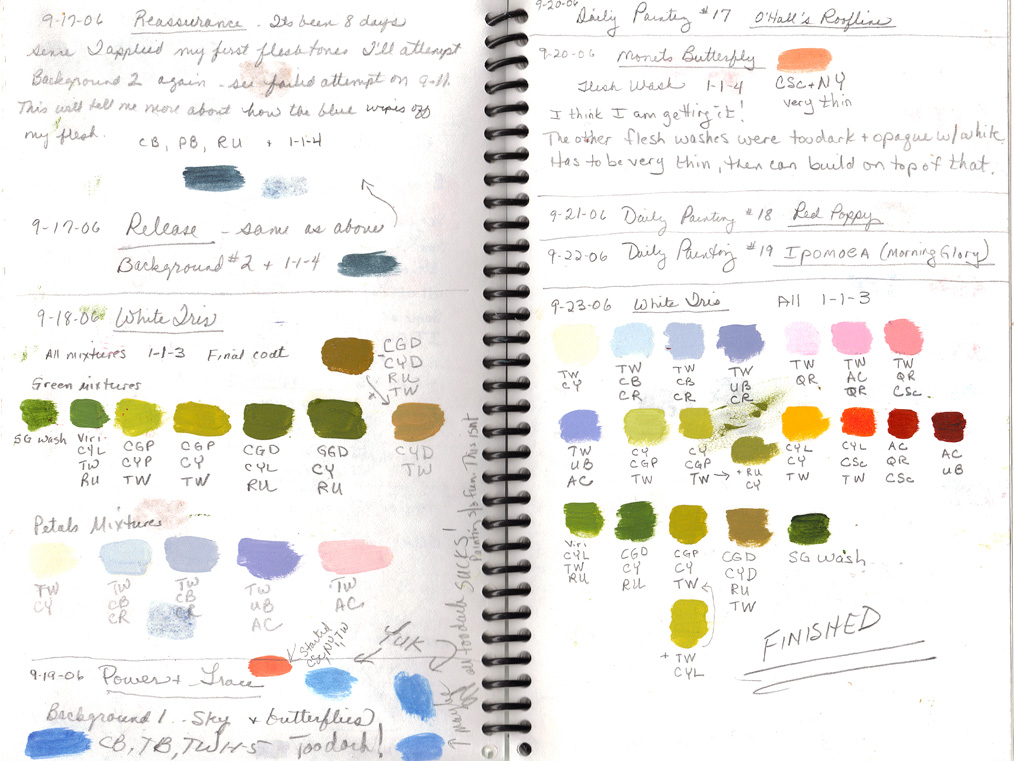 9-17-06 Reassurance - Its been 8 days
since I applied my first flesh tones I'll attempt
Background 2 again - see failed attempt on 9-11.
This will tell me more about how the blue wipes off
my flesh.
CB, PB, RU + 1-1-4
9-17-06 Release - same as above
Background #2 + 1-1-4
9-18-06 White Iris
All mixtures 1-1-3 Final coat
CGD
CYD
RU
TW
Green mixtures
SG Wash
Viri.
CYL
TW
RU
CGP
CYP
TW
CGP
CY
TW
CGD
CYL
RU
GGD
CY
RU
CYD
TW
Petals Mixtures
TW
CY
TW
CB
CR
TW
CB
CR
TW
UB
AC
TW
AC
9-19-06 Power + Grace
Started
CSc, NY, TW
YUK
Background 1 - Sky + butterflies
CB, TB, TW 1-1-5 Too dark!
all too dark SUCKS!
Painting is fun. This isnt
9-20-06 Daily Painting #17 O'Hall's Roofline
9-20-06 Monets Butterfly
Flesh Wash 1-1-4
CSc + NY
very thin
I think I am getting it!
The other flesh washes were too dark + opaque w/white
Has to be very thin, then can build on top of that.
9-21-06 Daily Painting #18 Red Poppy
9-22-06 Daily Painting #19 Ipomoea (Morning Glory)
9-23-06 White Iris All 1-1-3
TW
CY
TW
CB
CR
TW
CB
CR
TW
UB
CR
TW
QR
TW
AC
QR
TW
QR
CSc
TW
UB
AC
CY
CGP
TW
CY
CGP
TW
+ RU
CY
CYL
CY
TW
CYL
CSc
TW
AC
QR
CSc
AC
UB
Viri
CYL
TW
RU
CGD
CYL
RU
CGP
CY
TW
CGD
CYD
RU
TW
SG Wash
+ TW
CYL
FINISHED